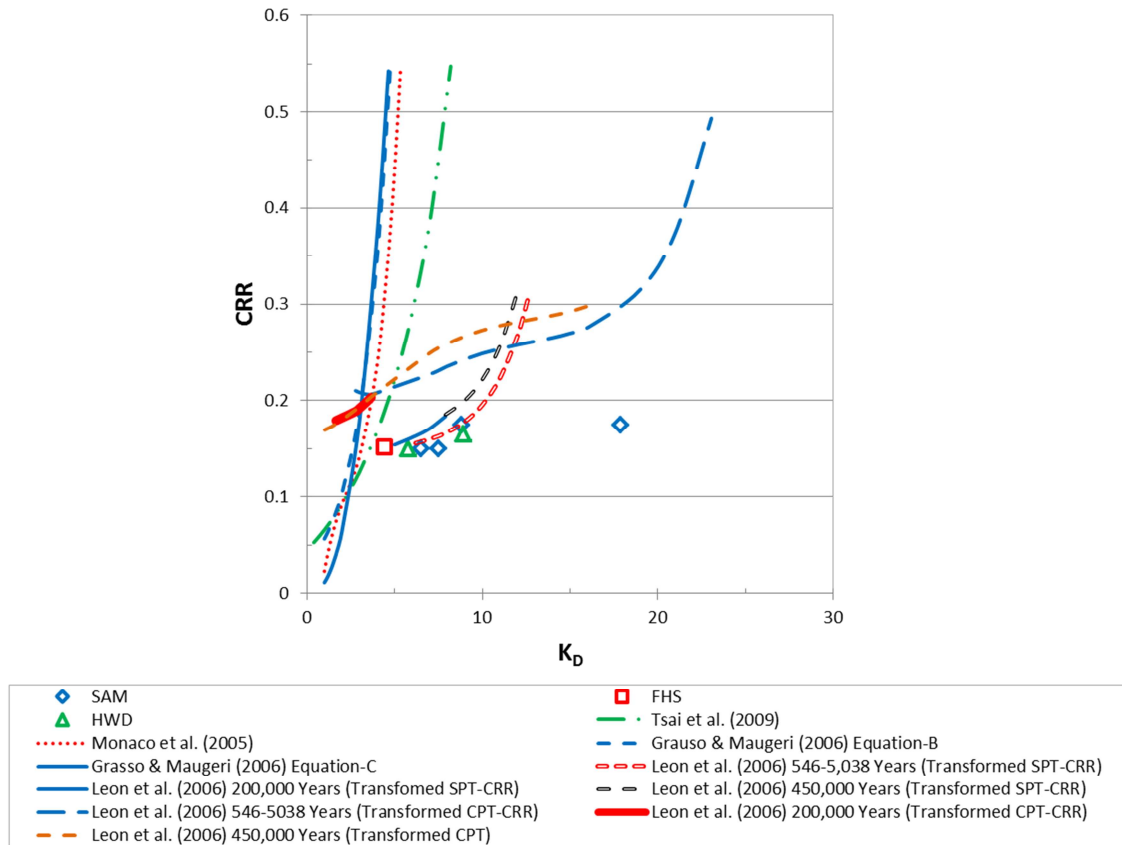 0.6
0.5
0.4
0.3
0.2
0.1
0
CRR
0 10 20 30
KD
SAM FHS
HWD Tsai et al. (2009)
Monaco et al. (2005) Grauso & Maugeri (2006) Equation-B
Grasso & Maugeri (2006) Equation-C Leon et al. (2006) 546-5,038 Years (Transformed SPT-CRR)
Leon et al. (2006) 200,000 Years (Transfomed SPT-CRR) Leon et al. (2006) 450,000 Years (Transformed SPT-CRR)
Leon et al. (2006) 546-5038 Years (Transformed CPT-CRR) Leon et al. (2006) 200,000 Years (Transformed CPT-CRR)
Leon et al. (2006) 450,000 Years (Transformed CPT)